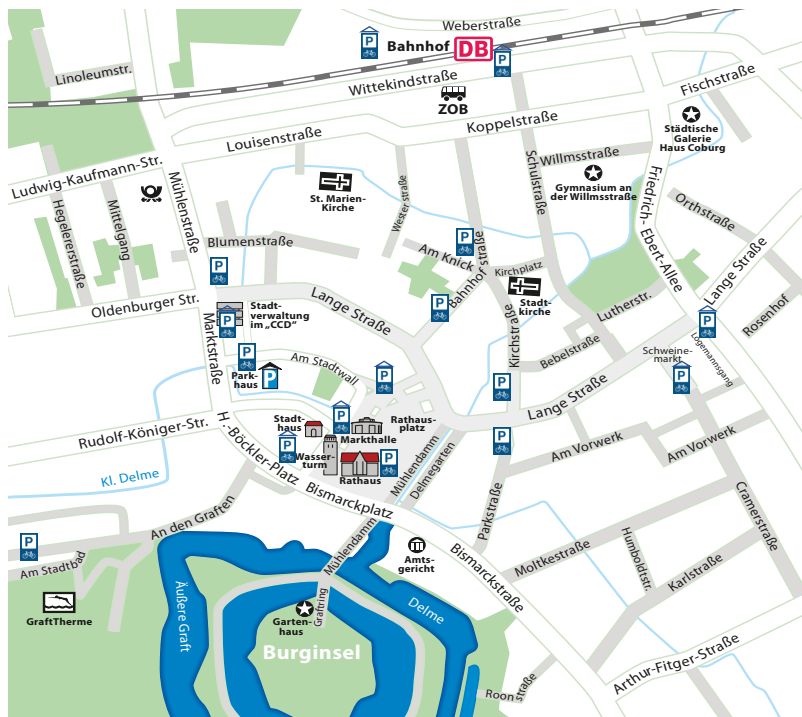 Weberstraße
P
Bahnhof DB
P
Linoleumstr.
Wittekindstraße
Fischstraße
ZOB
Koppelstraße
Louisenstraße
Städtische
Galerie
Haus Coburg
Ludwig-Kaufmann-Str.
Mühlenstraße
Willmsstraße
Schulstraße
Gymnasium an
der Willmsstraße
Friedrich-Ebert-Allee
St. Marien-
Kirche
Westerstraße
Hegelerstraße
Mittelgang
Orthstraße
Blumenstraße
P
Am Knick
P
Bahnhofstraße
Kirchplatz
Stadt-
kirche
Lange Straße
Oldenburger Str.
P
Stadt-
verwaltung
im „CCD“
Lange Straße
P
Lutherstr.
P
Rosenhof
Marktstraße
Kirchstraße
Bebelstraße
Logemannsgang
P
Am Stadtwall
Schweine-
markt
Park-
haus
P
P
P
P
Lange Straße
H.-Böckler-Platz
Stadt-
haus
P
Markthalle
Rathaus-
platz
Rudolf-Königer-Str.
P
Wasser-
turm
Rathaus
P
Mühlendamm
Delmegarten
P
Am Vorwerk
Am Vorwerk
Kl. Delme
Bismarckplatz
Parkstraße
Cramerstraße
An den Graften
P
Am Stadtbad
Mühlendamm
Amts-
gericht
Bismarckstraße
Moltkestraße
Humboldtstr.
Karlstraße
GraftTherme
Äußere Graft
Graftring
Garten-
haus
Delme
Burginsel
Roonstraße
Arthur-Fitger-Straße